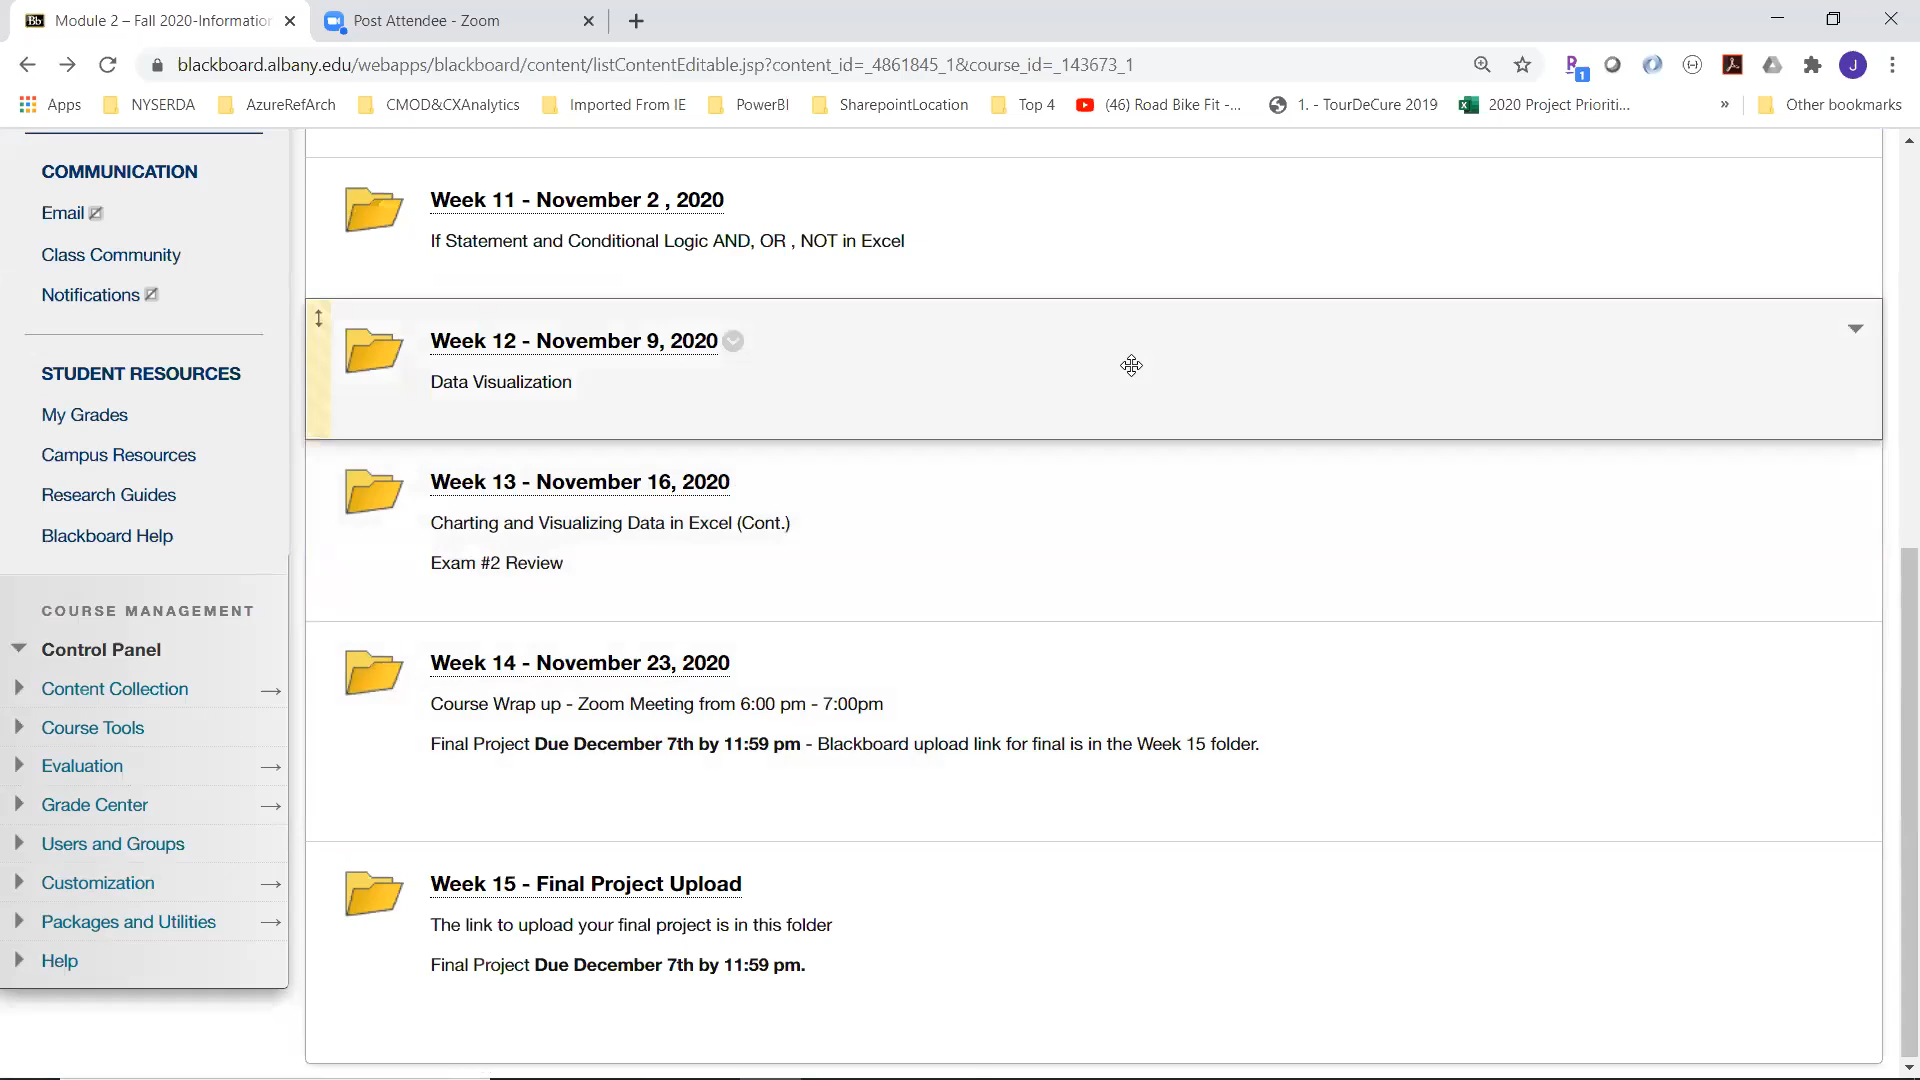 Bb Module 2 – Fall 2020-Informatio
Post Attendee - Zoom
blackboard.albany.edu/webapps/blackboard/content/listContentEditable.jsp?content_id=_4861845_1&course_id=_143673_1
1
J
Apps NYSERDA AzureRefArch CMOD&CXAnalytics Imported From IE PowerBI SharepointLocation Top 4 (46) Road Bike Fit -... 1. - TourDeCure 2019 2020 Project Prioriti... » Other bookmarks
COMMUNICATION
Email
Class Community
Notifications
STUDENT RESOURCES
My Grades
Campus Resources
Research Guides
Blackboard Help
COURSE MANAGEMENT
Control Panel
Content Collection
Course Tools
Evaluation
Grade Center
Users and Groups
Customization
Packages and Utilities
Help
Week 11 - November 2 , 2020
If Statement and Conditional Logic AND, OR , NOT in Excel
Week 12 - November 9, 2020
Data Visualization
Week 13 - November 16, 2020
Charting and Visualizing Data in Excel (Cont.)
Exam #2 Review
Week 14 - November 23, 2020
Course Wrap up - Zoom Meeting from 6:00 pm - 7:00pm
Final Project Due December 7th by 11:59 pm - Blackboard upload link for final is in the Week 15 folder.
Week 15 - Final Project Upload
The link to upload your final project is in this folder
Final Project Due December 7th by 11:59 pm.